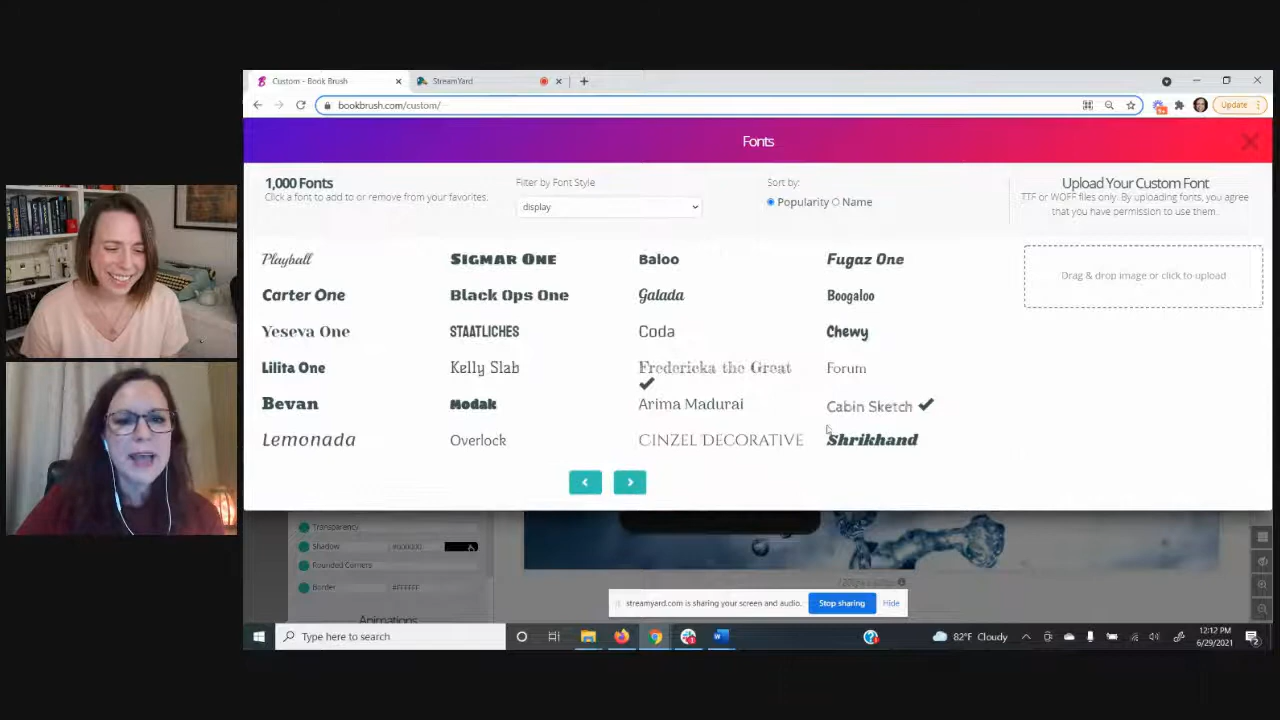 Custom - Book Brush
StreamYard
bookbrush.com/custom/
Update
Fonts
1,000 Fonts
Click a font to add to or remove from your favorites.
Filter by Font Style
display
Sort by:
Popularity
Name
Upload Your Custom Font
TTF or WOFF files only. By uploading fonts, you agree
that you have permission to use them.
Playball
Sigmar One
Baloo
Fugaz One
Carter One
Black Ops One
Galada
Boogaloo
Yeseva One
STAATLICHES
Coda
Chewy
Lilita One
Kelly Slab
Fredericka the Great
Forum
Bevan
Modak
Arima Madurai
Cabin Sketch
Lemonada
Overlock
CINZEL DECORATIVE
Shrikhand
Drag & drop image or click to upload
Transparency
Shadow
#000000
Rounded Corners
Border
#FFFFFF
Animations
streamyard.com is sharing your screen and audio.
Stop sharing
Hide
Type here to search
82°F Cloudy
12:12 PM
6/29/2021